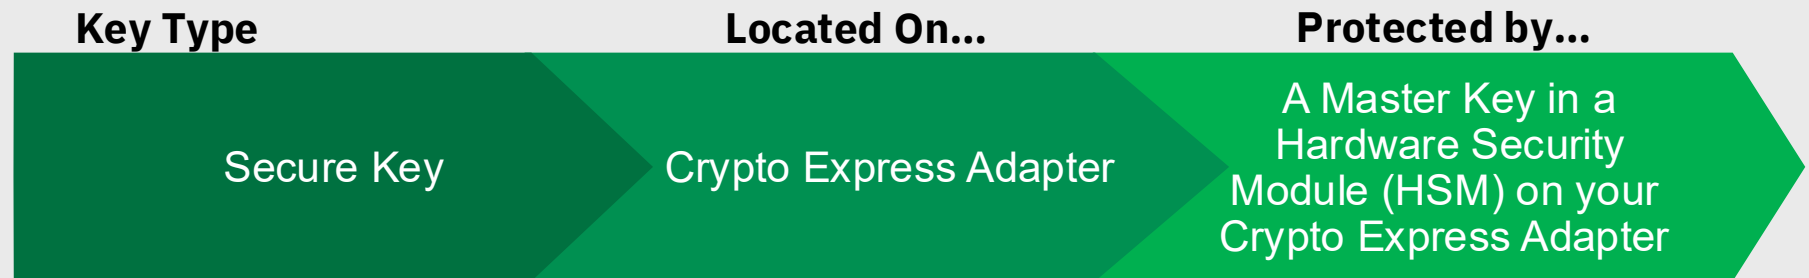 Key Type
Located On...
Protected by...
Secure Key
Crypto Express Adapter
A Master Key in a
Hardware Security
Module (HSM) on your
Crypto Express Adapter